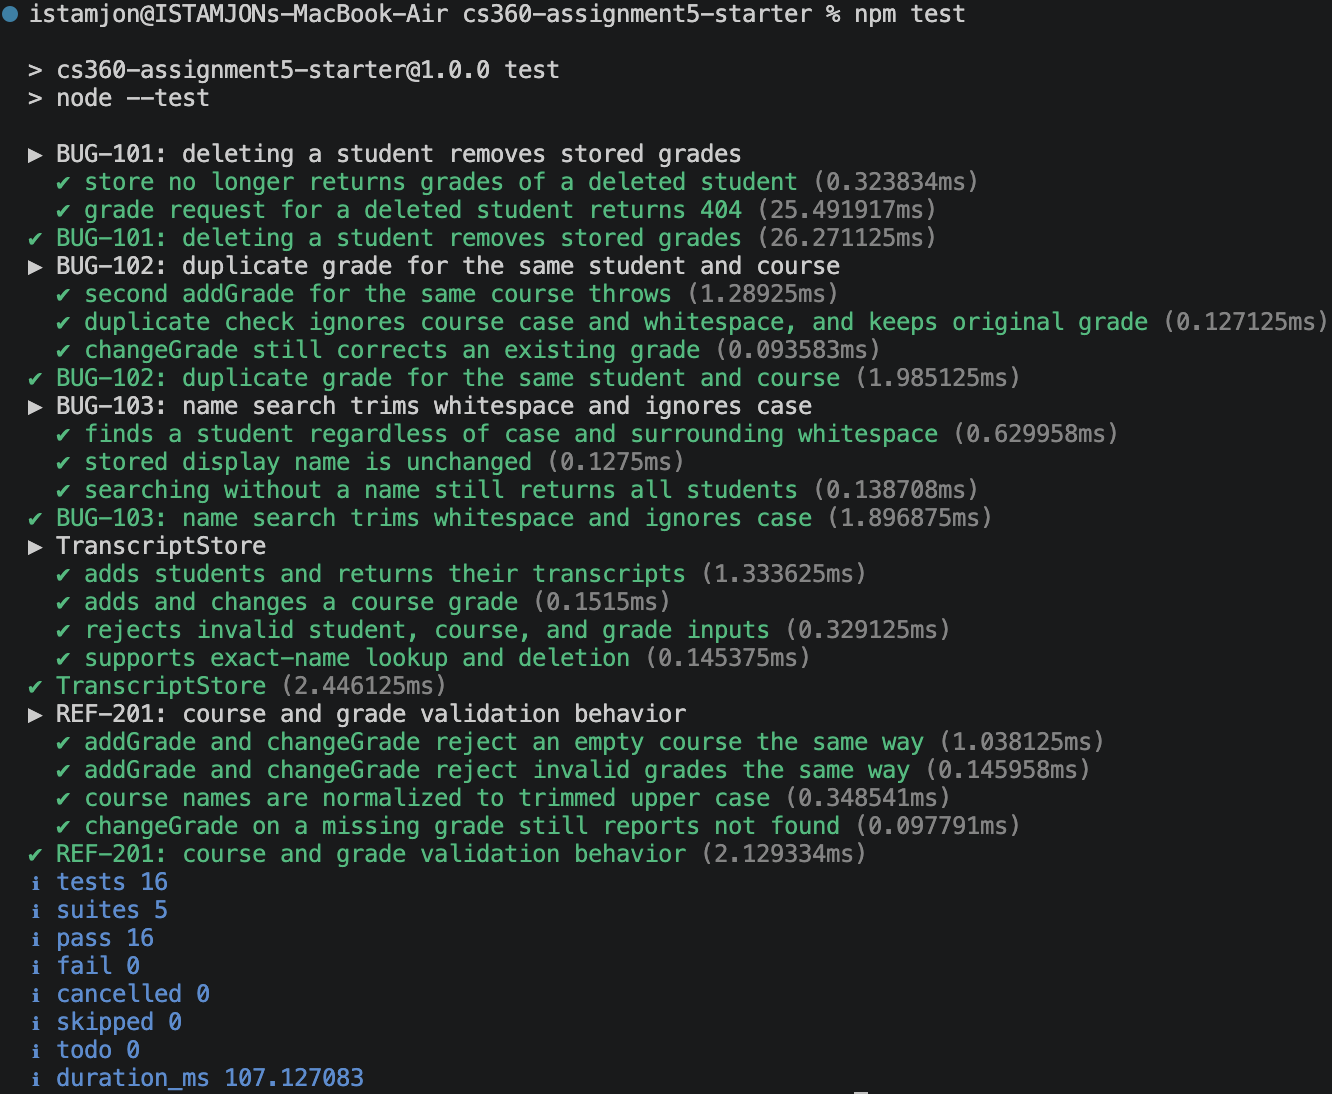 istamjon@ISTAMJONs-MacBook-Air cs360-assignment5-starter % npm test
> cs360-assignment5-starter@1.0.0 test
> node --test
▶ BUG-101: deleting a student removes stored grades
✔ store no longer returns grades of a deleted student (0.323834ms)
✔ grade request for a deleted student returns 404 (25.491917ms)
✔ BUG-101: deleting a student removes stored grades (26.271125ms)
▶ BUG-102: duplicate grade for the same student and course
✔ second addGrade for the same course throws (1.28925ms)
✔ duplicate check ignores course case and whitespace, and keeps original grade (0.127125ms)
✔ changeGrade still corrects an existing grade (0.093583ms)
✔ BUG-102: duplicate grade for the same student and course (1.985125ms)
▶ BUG-103: name search trims whitespace and ignores case
✔ finds a student regardless of case and surrounding whitespace (0.629958ms)
✔ stored display name is unchanged (0.1275ms)
✔ searching without a name still returns all students (0.138708ms)
✔ BUG-103: name search trims whitespace and ignores case (1.896875ms)
▶ TranscriptStore
✔ adds students and returns their transcripts (1.333625ms)
✔ adds and changes a course grade (0.1515ms)
✔ rejects invalid student, course, and grade inputs (0.329125ms)
✔ supports exact-name lookup and deletion (0.145375ms)
✔ TranscriptStore (2.446125ms)
▶ REF-201: course and grade validation behavior
✔ addGrade and changeGrade reject an empty course the same way (1.038125ms)
✔ addGrade and changeGrade reject invalid grades the same way (0.145958ms)
✔ course names are normalized to trimmed upper case (0.348541ms)
✔ changeGrade on a missing grade still reports not found (0.097791ms)
✔ REF-201: course and grade validation behavior (2.129334ms)
ℹ tests 16
ℹ suites 5
ℹ pass 16
ℹ fail 0
ℹ cancelled 0
ℹ skipped 0
ℹ todo 0
ℹ duration_ms 107.127083